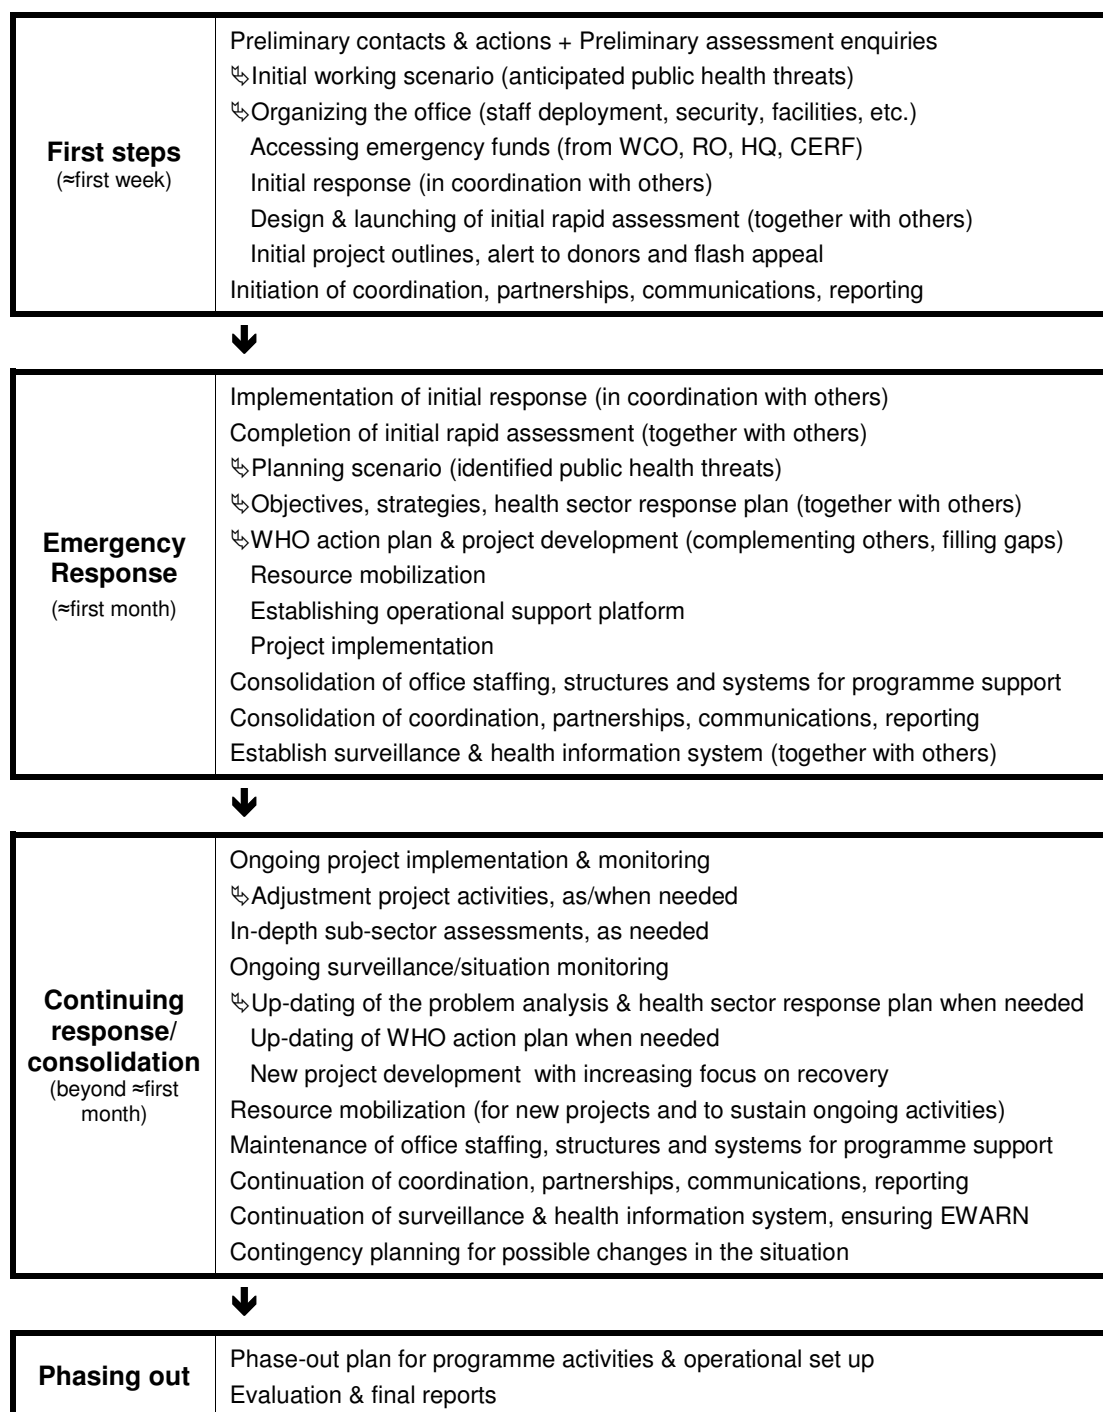 First steps
(≈first week)
Preliminary contacts & actions + Preliminary assessment enquiries
↳Initial working scenario (anticipated public health threats)
↳Organizing the office (staff deployment, security, facilities, etc.)
Accessing emergency funds (from WCO, RO, HQ, CERF)
Initial response (in coordination with others)
Design & launching of initial rapid assessment (together with others)
Initial project outlines, alert to donors and flash appeal
Initiation of coordination, partnerships, communications, reporting
Emergency
Response
(≈first month)
Implementation of initial response (in coordination with others)
Completion of initial rapid assessment (together with others)
↳Planning scenario (identified public health threats)
↳Objectives, strategies, health sector response plan (together with others)
↳WHO action plan & project development (complementing others, filling gaps)
Resource mobilization
Establishing operational support platform
Project implementation
Consolidation of office staffing, structures and systems for programme support
Consolidation of coordination, partnerships, communications, reporting
Establish surveillance & health information system (together with others)
Continuing
response/
consolidation
(beyond ≈first
month)
Ongoing project implementation & monitoring
↳Adjustment project activities, as/when needed
In-depth sub-sector assessments, as needed
Ongoing surveillance/situation monitoring
↳Up-dating of the problem analysis & health sector response plan when needed
Up-dating of WHO action plan when needed
New project development with increasing focus on recovery
Resource mobilization (for new projects and to sustain ongoing activities)
Maintenance of office staffing, structures and systems for programme support
Continuation of coordination, partnerships, communications, reporting
Continuation of surveillance & health information system, ensuring EWARN
Contingency planning for possible changes in the situation
Phasing out
Phase-out plan for programme activities & operational set up
Evaluation & final reports